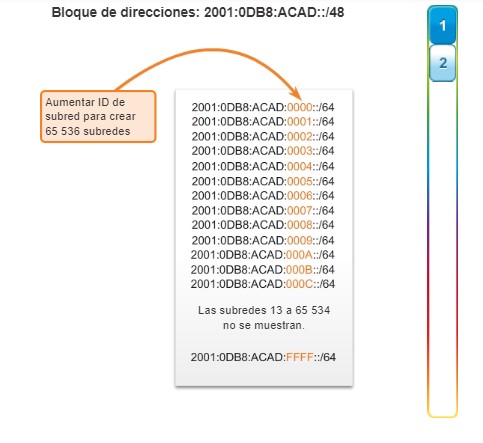 Bloque de direcciones: 2001:0DB8:ACAD::/48
1
2
Aumentar ID de
subred para crear
65 536 subredes
2001:0DB8:ACAD:0000::/64
2001:0DB8:ACAD:0001::/64
2001:0DB8:ACAD:0002::/64
2001:0DB8:ACAD:0003::/64
2001:0DB8:ACAD:0004::/64
2001:0DB8:ACAD:0005::/64
2001:0DB8:ACAD:0006::/64
2001:0DB8:ACAD:0007::/64
2001:0DB8:ACAD:0008::/64
2001:0DB8:ACAD:0009::/64
2001:0DB8:ACAD:000A::/64
2001:0DB8:ACAD:000B::/64
2001:0DB8:ACAD:000C::/64
Las subredes 13 a 65 534
no se muestran.
2001:0DB8:ACAD:FFFF::/64